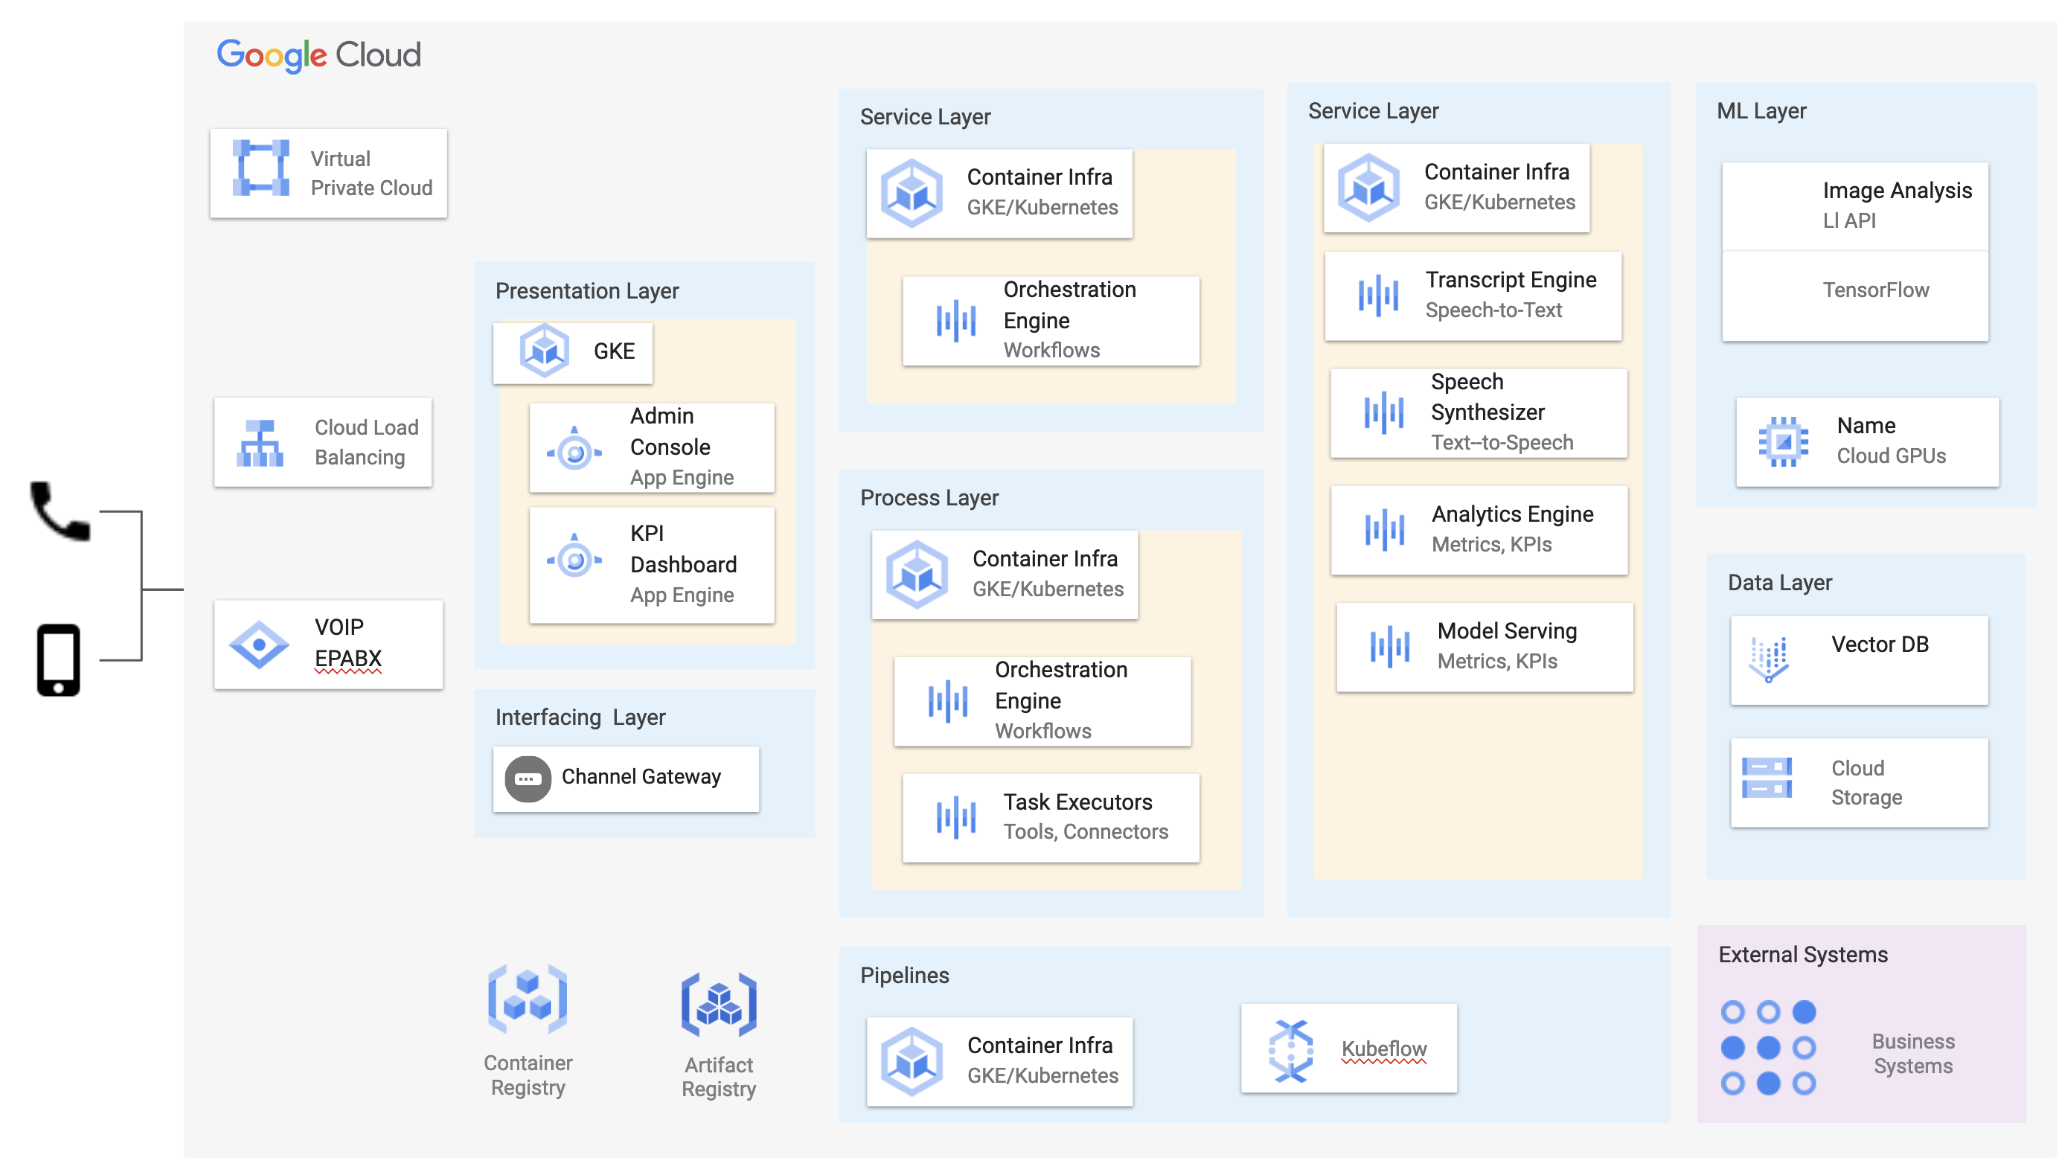 Google Cloud
Virtual
Private Cloud
Cloud Load
Balancing
VOIP
EPABX
Presentation Layer
GKE
Admin
Console
App Engine
KPI
Dashboard
App Engine
Interfacing Layer
Channel Gateway
Container
Registry
Artifact
Registry
Service Layer
Container Infra
GKE/Kubernetes
Orchestration
Engine
Workflows
Process Layer
Container Infra
GKE/Kubernetes
Orchestration
Engine
Workflows
Task Executors
Tools, Connectors
Service Layer
Container Infra
GKE/Kubernetes
Transcript Engine
Speech-to-Text
Speech
Synthesizer
Text--to-Speech
Analytics Engine
Metrics, KPIs
Model Serving
Metrics, KPIs
Pipelines
Container Infra
GKE/Kubernetes
Kubeflow
ML Layer
Image Analysis
Ll API
TensorFlow
Name
Cloud GPUs
Data Layer
Vector DB
Cloud
Storage
External Systems
Business
Systems